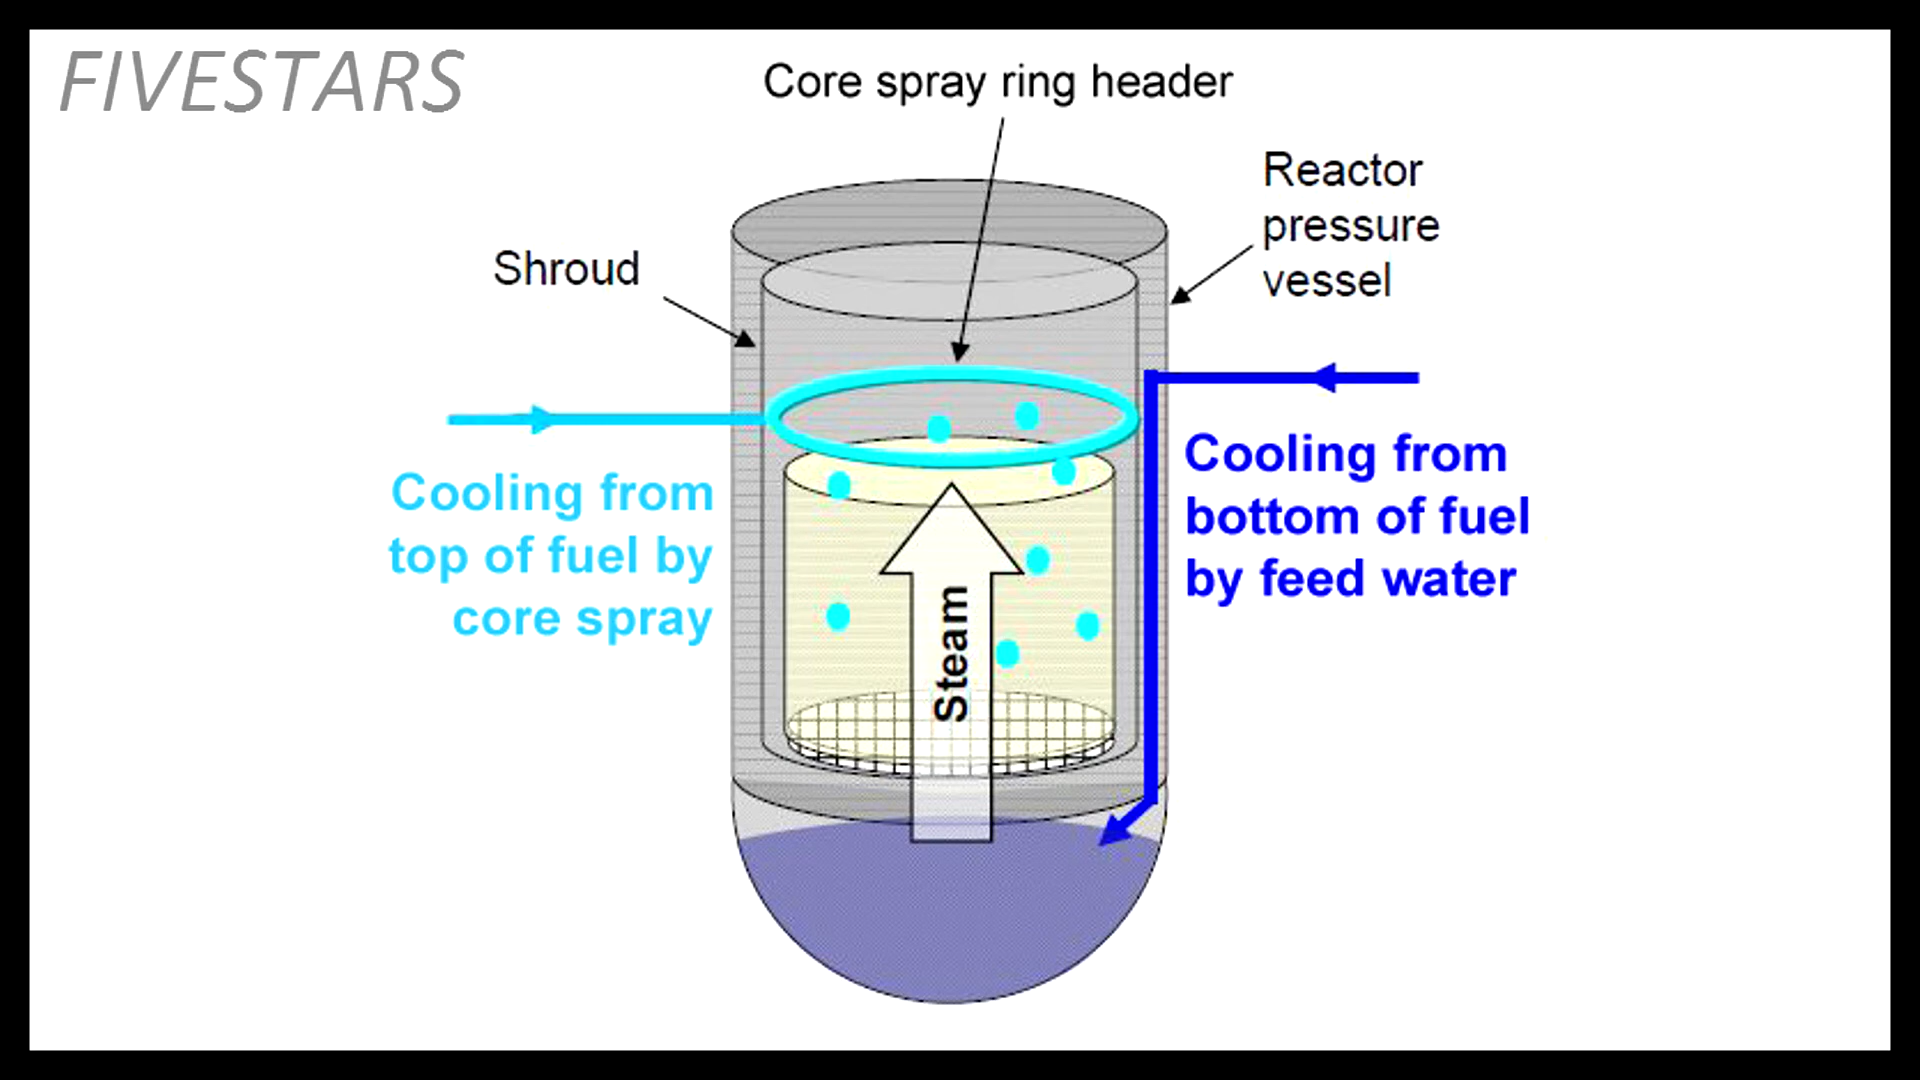 FIVESTARS
Core spray ring header
Reactor
pressure
vessel
Shroud
Cooling from
top of fuel by
core spray
Cooling from
bottom of fuel
by feed water
Steam